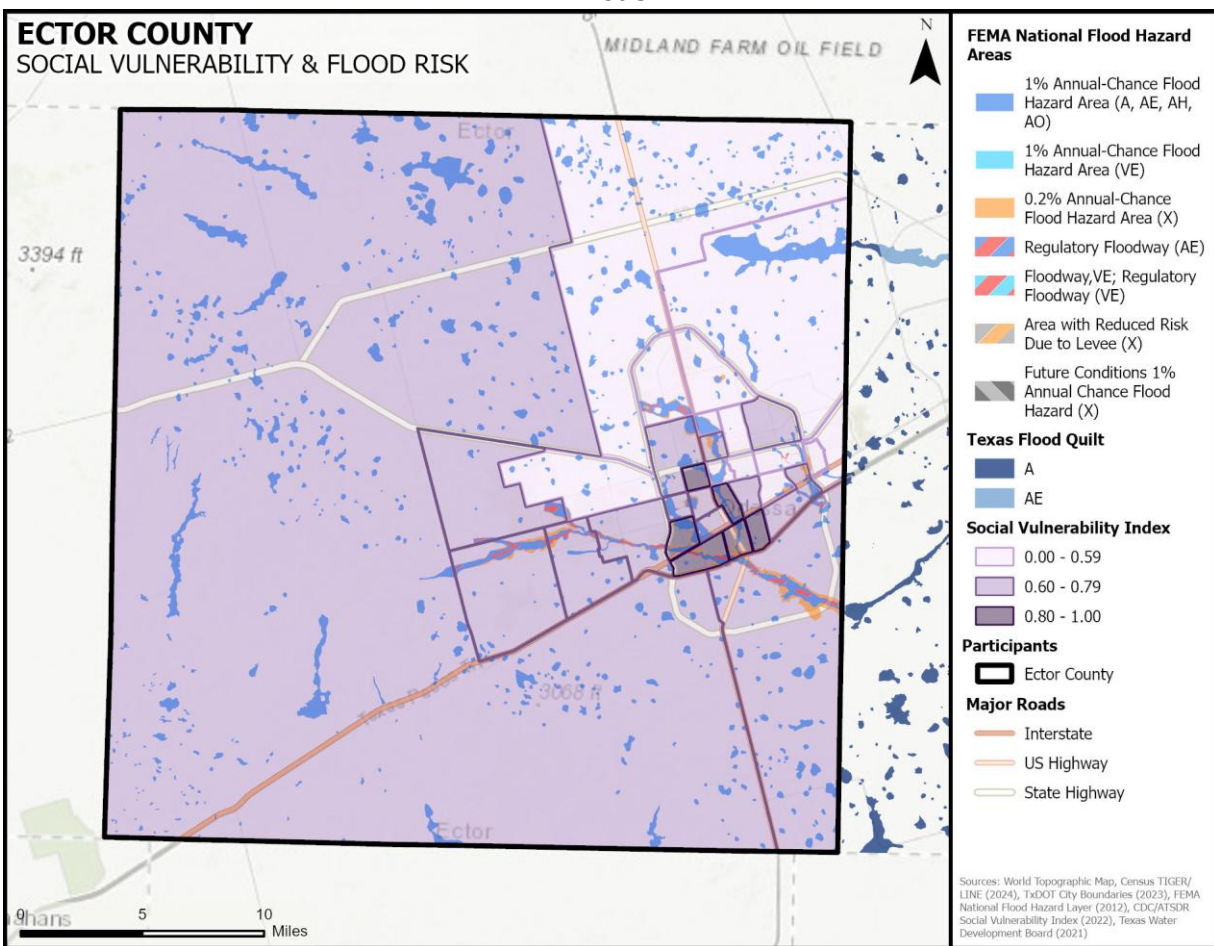 ECTOR COUNTY
SOCIAL VULNERABILITY & FLOOD RISK
N
MIDLAND FARM OIL FIELD
Ector
3394 ft
Odessa
3068 ft
Ector
ahans
0 5 10
Miles
FEMA National Flood Hazard
Areas
1% Annual-Chance Flood
Hazard Area (A, AE, AH,
AO)
1% Annual-Chance Flood
Hazard Area (VE)
0.2% Annual-Chance
Flood Hazard Area (X)
Regulatory Floodway (AE)
Floodway,VE; Regulatory
Floodway (VE)
Area with Reduced Risk
Due to Levee (X)
Future Conditions 1%
Annual Chance Flood
Hazard (X)
Texas Flood Quilt
A
AE
Social Vulnerability Index
0.00 - 0.59
0.60 - 0.79
0.80 - 1.00
Participants
Ector County
Major Roads
Interstate
US Highway
State Highway
Sources: World Topographic Map, Census TIGER/
LINE (2024), TxDOT City Boundaries (2023), FEMA
National Flood Hazard Layer (2012), CDC/ATSDR
Social Vulnerability Index (2022), Texas Water
Development Board (2021)